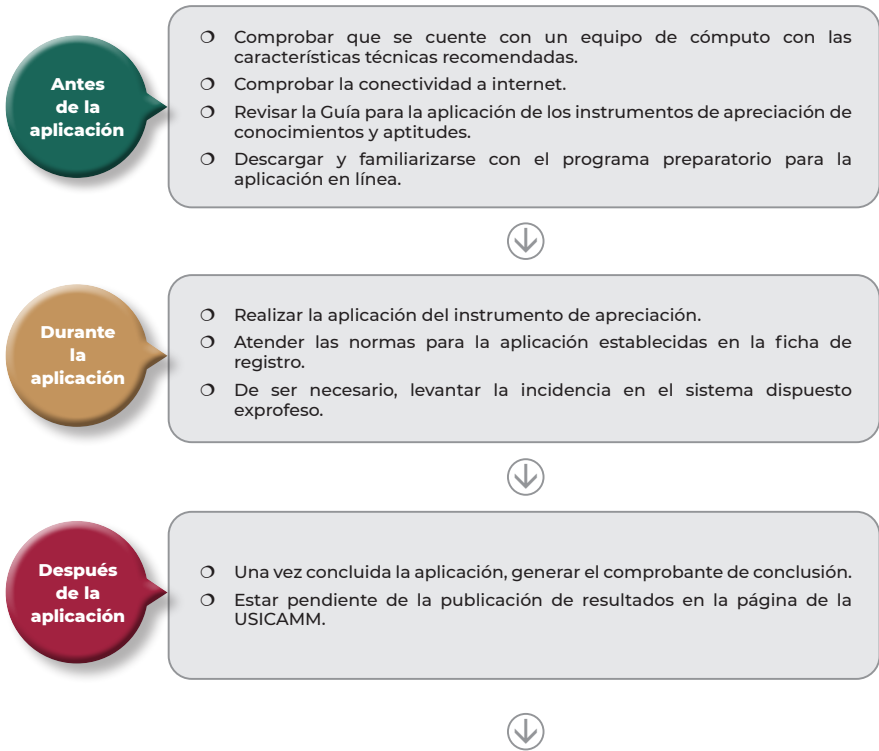 Antes
de la
aplicación
❍ Comprobar que se cuente con un equipo de cómputo con las
características técnicas recomendadas.
❍ Comprobar la conectividad a internet.
❍ Revisar la Guía para la aplicación de los instrumentos de apreciación de
conocimientos y aptitudes.
❍ Descargar y familiarizarse con el programa preparatorio para la
aplicación en línea.
Durante
la
aplicación
❍ Realizar la aplicación del instrumento de apreciación.
❍ Atender las normas para la aplicación establecidas en la ficha de
registro.
❍ De ser necesario, levantar la incidencia en el sistema dispuesto
exprofeso.
Después
de la
aplicación
❍ Una vez concluida la aplicación, generar el comprobante de conclusión.
❍ Estar pendiente de la publicación de resultados en la página de la
USICAMM.